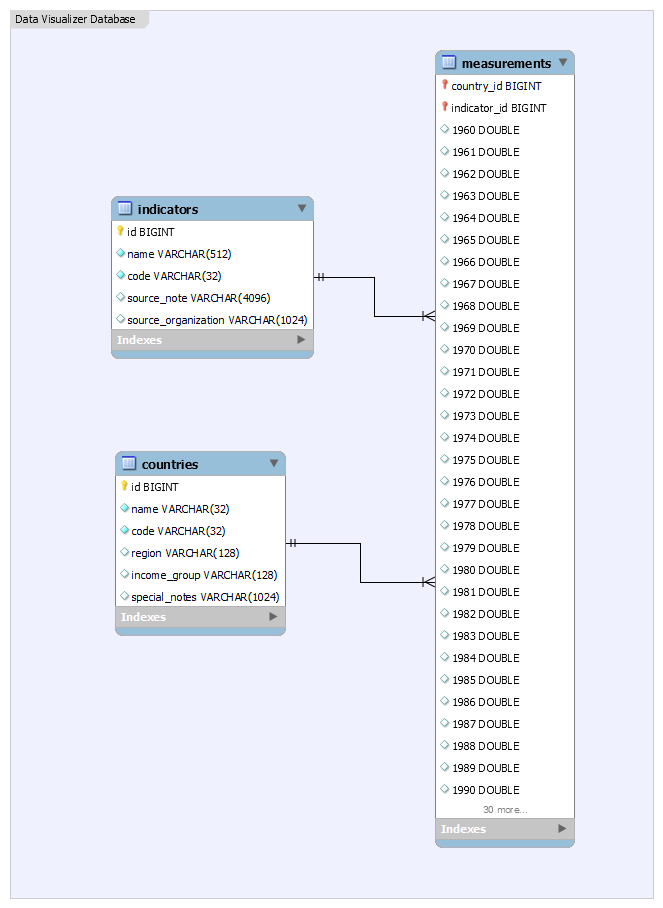 Data Visualizer Database
measurements
country_id BIGINT
indicator_id BIGINT
1960 DOUBLE
1961 DOUBLE
1962 DOUBLE
1963 DOUBLE
1964 DOUBLE
1965 DOUBLE
1966 DOUBLE
1967 DOUBLE
1968 DOUBLE
1969 DOUBLE
1970 DOUBLE
1971 DOUBLE
1972 DOUBLE
1973 DOUBLE
1974 DOUBLE
1975 DOUBLE
1976 DOUBLE
1977 DOUBLE
1978 DOUBLE
1979 DOUBLE
1980 DOUBLE
1981 DOUBLE
1982 DOUBLE
1983 DOUBLE
1984 DOUBLE
1985 DOUBLE
1986 DOUBLE
1987 DOUBLE
1988 DOUBLE
1989 DOUBLE
1990 DOUBLE
30 more...
Indexes
indicators
id BIGINT
name VARCHAR(512)
code VARCHAR(32)
source_note VARCHAR(4096)
source_organization VARCHAR(1024)
Indexes
countries
id BIGINT
name VARCHAR(32)
code VARCHAR(32)
region VARCHAR(128)
income_group VARCHAR(128)
special_notes VARCHAR(1024)
Indexes